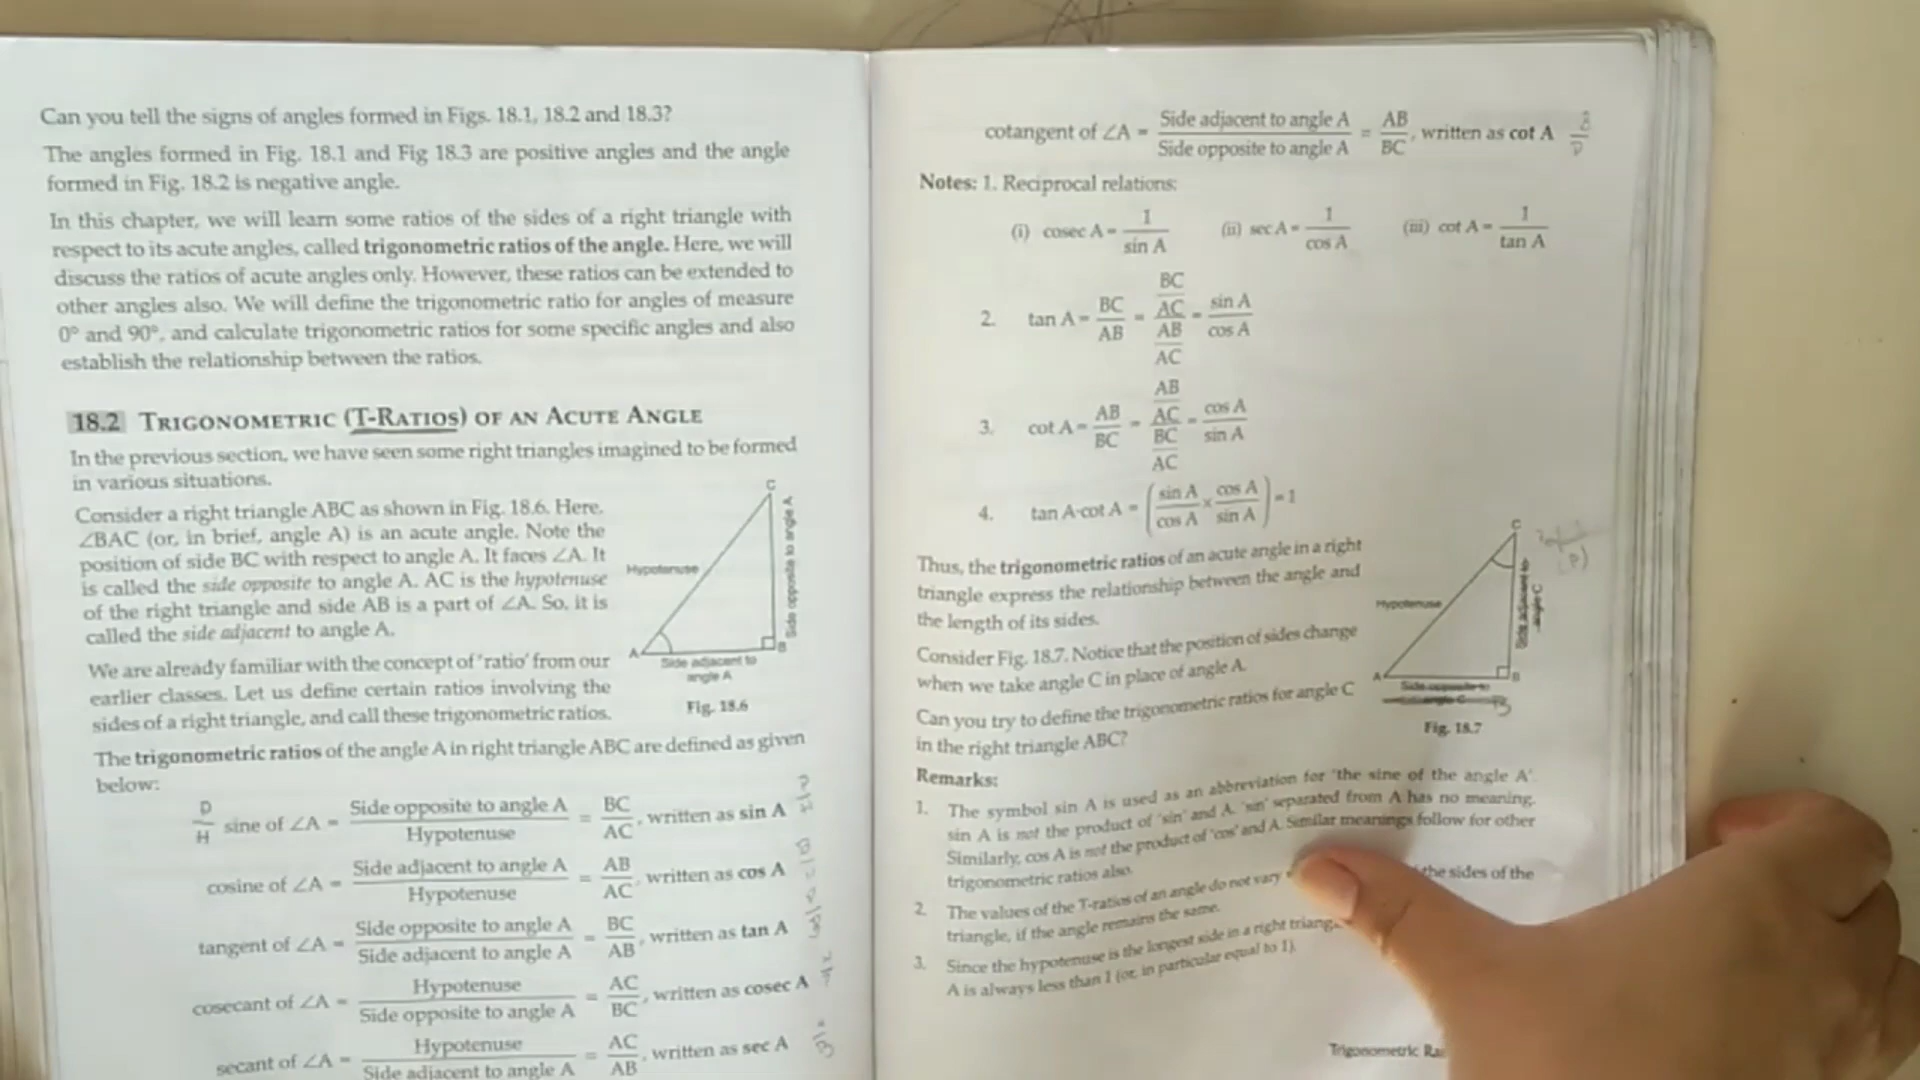 Can you tell the signs of angles formed in Figs. 18.1, 18.2 and 18.3?
The angles formed in Fig. 18.1 and Fig 18.3 are positive angles and the angle
formed in Fig. 18.2 is negative angle.
In this chapter, we will learn some ratios of the sides of a right triangle with
respect to its acute angles, called trigonometric ratios of the angle. Here, we will
discuss the ratios of acute angles only. However, these ratios can be extended to
other angles also. We will define the trigonometric ratio for angles of measure
0° and 90°, and calculate trigonometric ratios for some specific angles and also
establish the relationship between the ratios.
18.2 TRIGONOMETRIC (T-RATIOS) OF AN ACUTE ANGLE
In the previous section, we have seen some right triangles imagined to be formed
in various situations.
Consider a right triangle ABC as shown in Fig. 18.6. Here,
∠BAC (or, in brief, angle A) is an acute angle. Note the
position of side BC with respect to angle A. It faces ∠A. It
is called the side opposite to angle A. AC is the hypotenuse
of the right triangle and side AB is a part of ∠A. So, it is
called the side adjacent to angle A.
We are already familiar with the concept of 'ratio' from our
earlier classes. Let us define certain ratios involving the
sides of a right triangle, and call these trigonometric ratios.
C
Hypotenuse
Side opposite to angle A
A
B
Side adjacent to
angle A
Fig. 18.6
The trigonometric ratios of the angle A in right triangle ABC are defined as given
below:
sine of ∠A = Side opposite to angle A / Hypotenuse = BC / AC, written as sin A
cosine of ∠A = Side adjacent to angle A / Hypotenuse = AB / AC, written as cos A
tangent of ∠A = Side opposite to angle A / Side adjacent to angle A = BC / AB, written as tan A
cosecant of ∠A = Hypotenuse / Side opposite to angle A = AC / BC, written as cosec A
secant of ∠A = Hypotenuse / Side adjacent to angle A = AC / AB, written as sec A
cotangent of ∠A = Side adjacent to angle A / Side opposite to angle A = AB / BC, written as cot A
Notes: 1. Reciprocal relations:
(i) cosec A = 1 / sin A (ii) sec A = 1 / cos A (iii) cot A = 1 / tan A
2. tan A = BC / AB = (BC / AC) / (AB / AC) = sin A / cos A
3. cot A = AB / BC = (AB / AC) / (BC / AC) = cos A / sin A
4. tan A·cot A = (sin A / cos A × cos A / sin A) = 1
Thus, the trigonometric ratios of an acute angle in a right
triangle express the relationship between the angle and
the length of its sides.
Consider Fig. 18.7. Notice that the position of sides change
when we take angle C in place of angle A.
Can you try to define the trigonometric ratios for angle C
in the right triangle ABC?
C
Hypotenuse
Side adjacent to
angle C
A
B
Side opposite to
angle C
Fig. 18.7
Remarks:
1. The symbol sin A is used as an abbreviation for 'the sine of the angle A'.
sin A is not the product of 'sin' and A. 'sin' separated from A has no meaning.
Similarly, cos A is not the product of 'cos' and A. Similar meanings follow for other
trigonometric ratios also.
2. The values of the T-ratios of an angle do not vary the sides of the
triangle, if the angle remains the same.
3. Since the hypotenuse is the longest side in a right
A is always less than 1 (or, in particular equal to 1).
Trigonometric